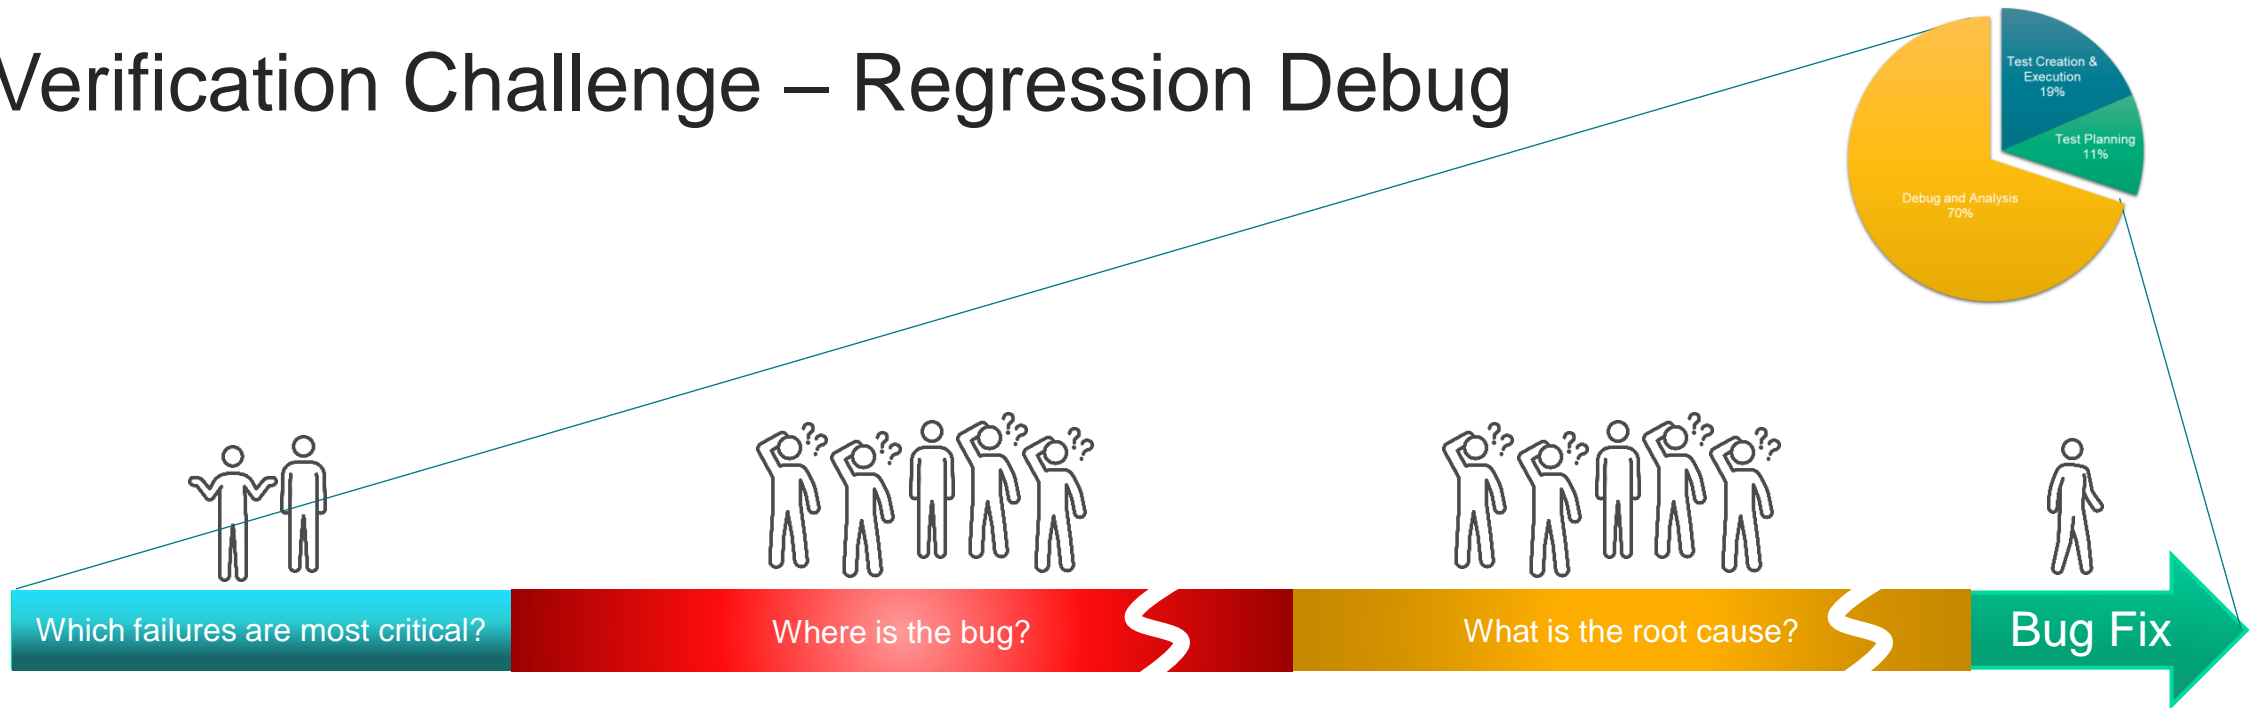 Verification Challenge – Regression Debug
Test Creation &
Execution
19%
Test Planning
11%
Debug and Analysis
70%
??
??
??
??
??
??
??
??
Which failures are most critical?
Where is the bug?
What is the root cause?
Bug Fix